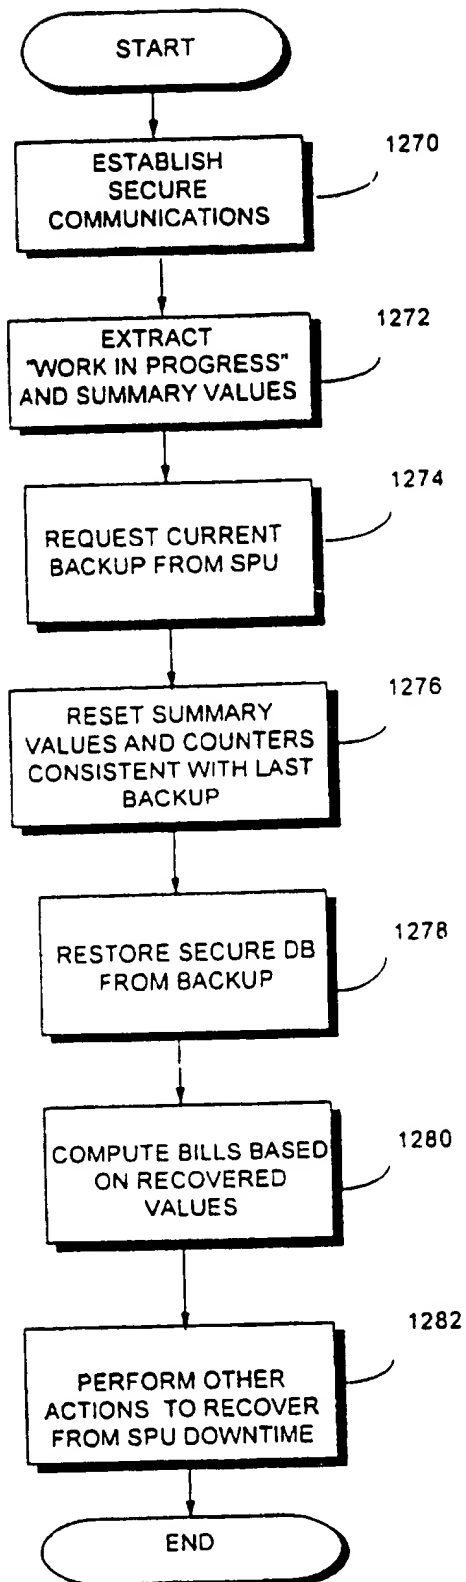 START
1270
ESTABLISH
SECURE
COMMUNICATIONS
1272
EXTRACT
"WORK IN PROGRESS"
AND SUMMARY VALUES
1274
REQUEST CURRENT
BACKUP FROM SPU
1276
RESET SUMMARY
VALUES AND COUNTERS
CONSISTENT WITH LAST
BACKUP
1278
RESTORE SECURE DB
FROM BACKUP
1280
COMPUTE BILLS BASED
ON RECOVERED
VALUES
1282
PERFORM OTHER
ACTIONS TO RECOVER
FROM SPU DOWNTIME
END